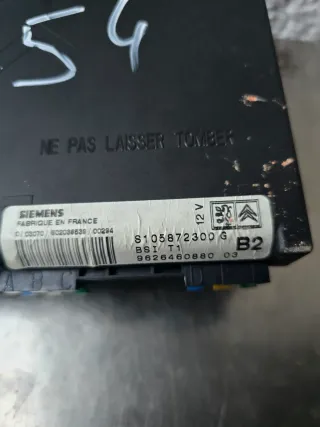 54
NE PAS LAISSER TOMBER
SIEMENS
FABRIQUE EN FRANCE
S105872300 G
BSI T1
9626460880 03
12 V
B2